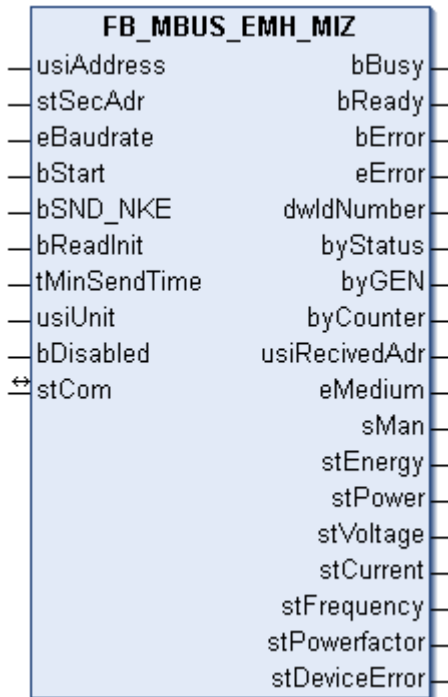 FB_MBUS_EMH_MIZ
usiAddress bBusy
stSecAdr bReady
eBaudrate bError
bStart eError
bSND_NKE dwIdNumber
bReadInit byStatus
tMinSendTime byGEN
usiUnit byCounter
bDisabled usiRecivedAdr
stCom eMedium
sMan
stEnergy
stPower
stVoltage
stCurrent
stFrequency
stPowerfactor
stDeviceError